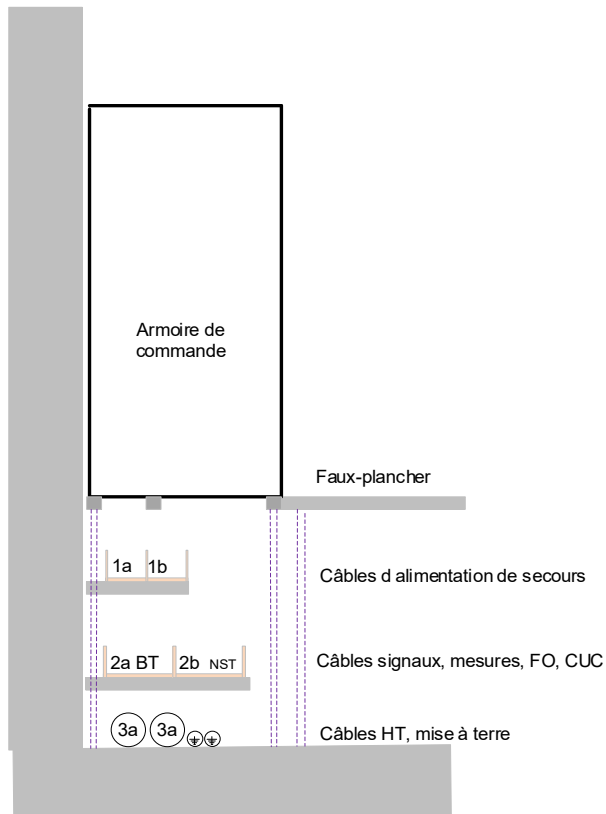 Armoire de
commande
Faux-plancher
1a 1b
Câbles d alimentation de secours
2a BT 2b NST
Câbles signaux, mesures, FO, CUC
3a 3a
Câbles HT, mise à terre